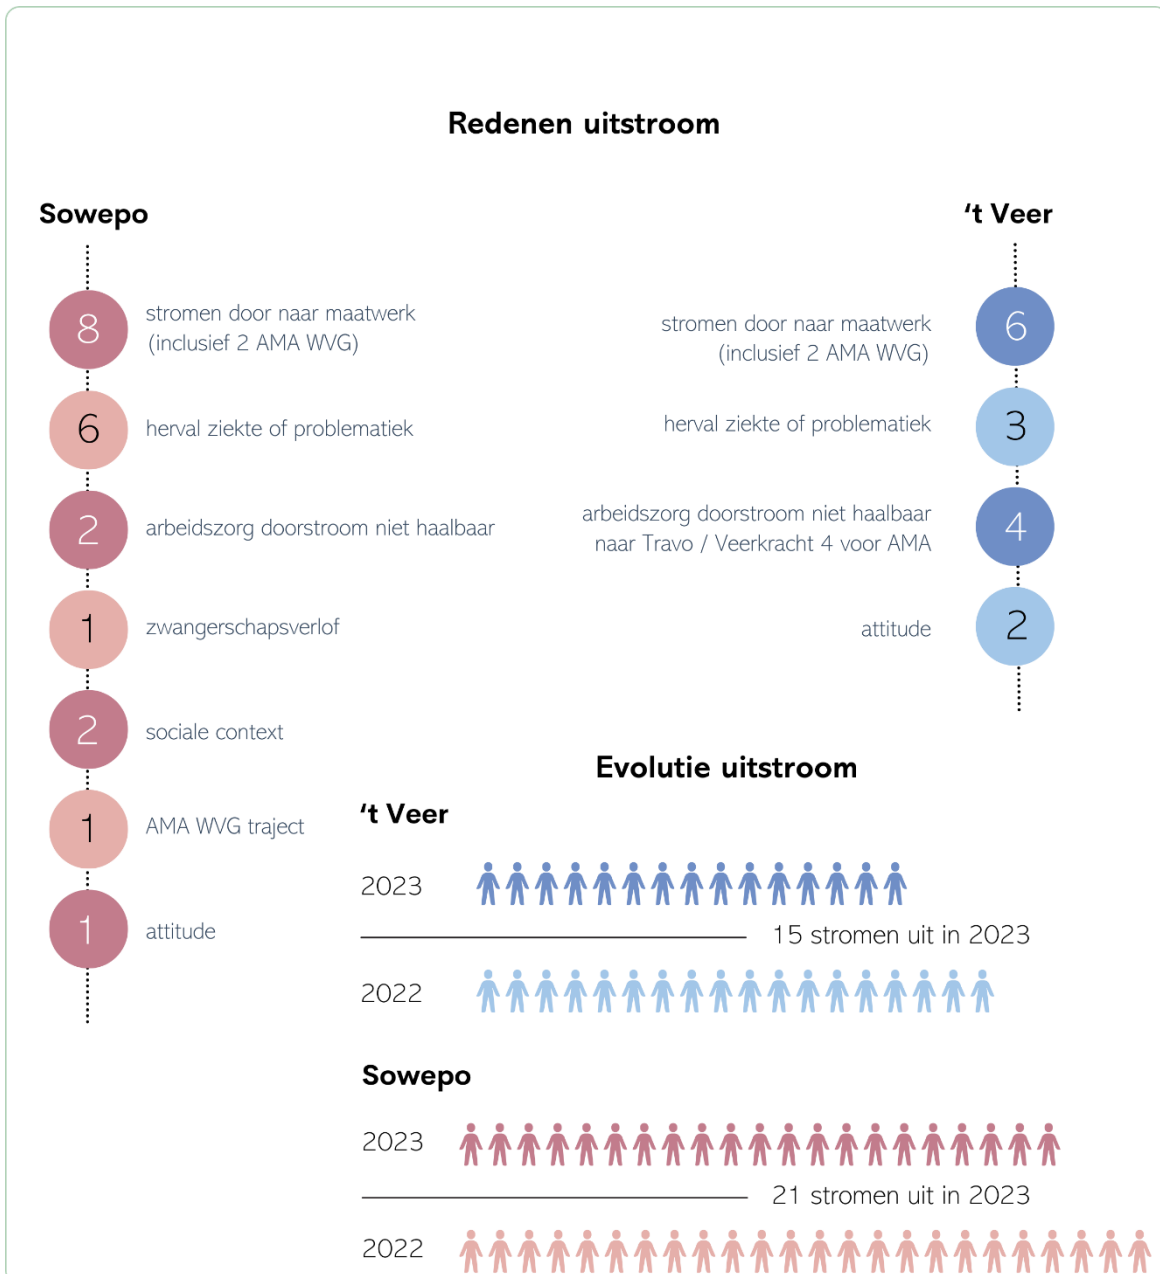 Redenen uitstroom
Sowepo
8
stromen door naar maatwerk
(inclusief 2 AMA WVG)
6
herval ziekte of problematiek
2
arbeidszorg doorstroom niet haalbaar
1
zwangerschapsverlof
2
sociale context
1
AMA WVG traject
1
attitude
‘t Veer
stromen door naar maatwerk
(inclusief 2 AMA WVG)
6
herval ziekte of problematiek
3
arbeidszorg doorstroom niet haalbaar
naar Travo / Veerkracht 4 voor AMA
4
attitude
2
Evolutie uitstroom
‘t Veer
2023
15 stromen uit in 2023
2022
Sowepo
2023
21 stromen uit in 2023
2022